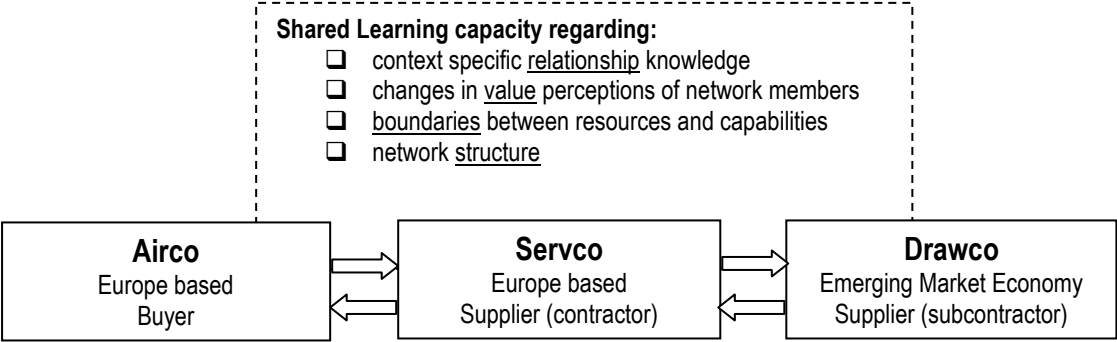 Shared Learning capacity regarding:
❑ context specific relationship knowledge
❑ changes in value perceptions of network members
❑ boundaries between resources and capabilities
❑ network structure
Airco
Europe based
Buyer
Servco
Europe based
Supplier (contractor)
Drawco
Emerging Market Economy
Supplier (subcontractor)